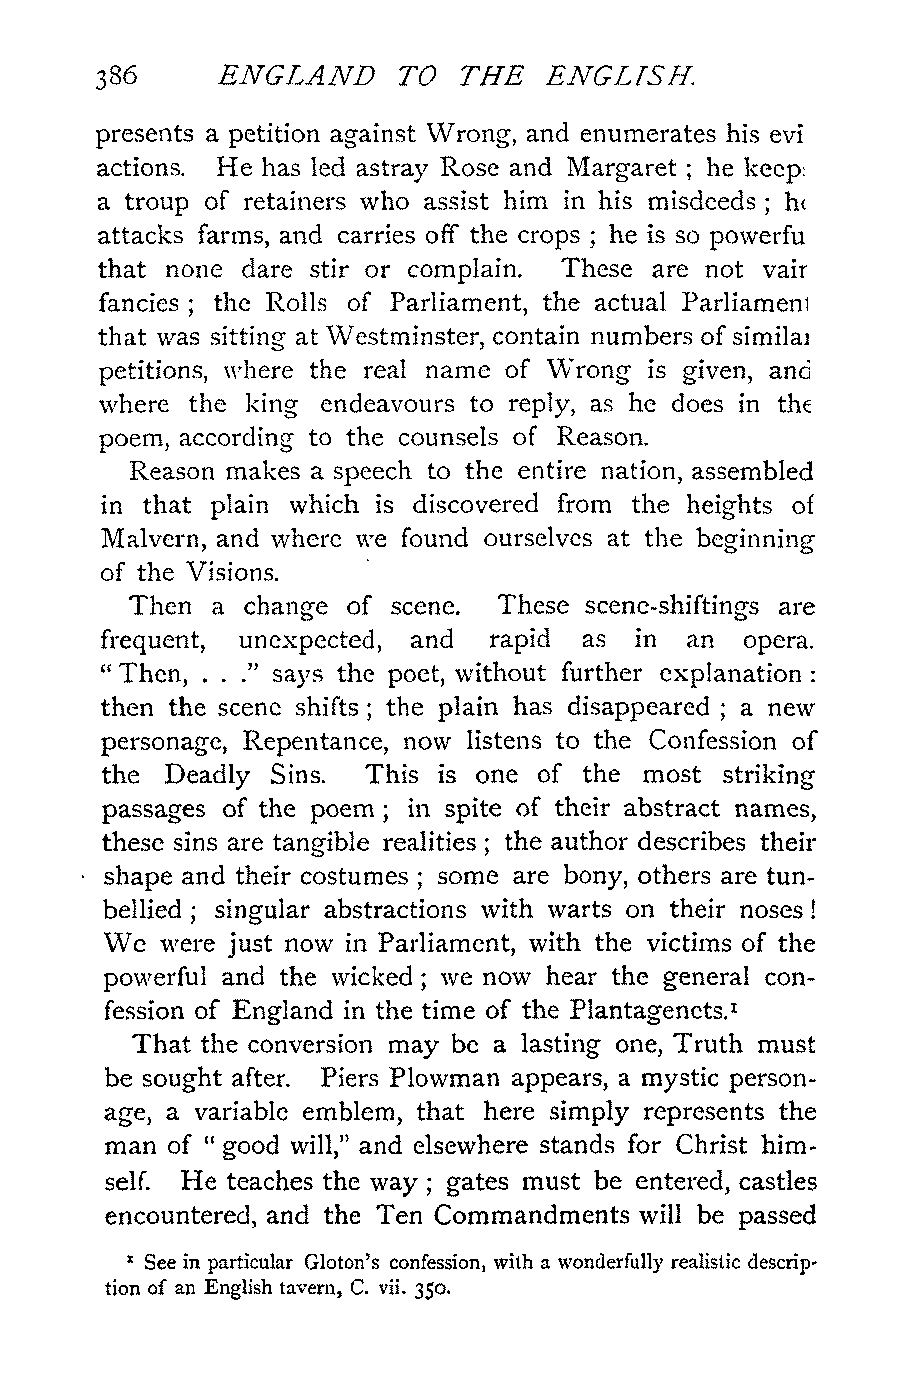 386 ENGLAND TO THE ENGLISH.
presents a petition against Wrong, and enumerates his evi
actions. He has led astray Rose and Margaret ; he keep
a troup of retainers who assist him in his misdeeds ; he
attacks farms, and carries off the crops ; he is so powerfu
that none dare stir or complain. These are not vain
fancies ; the Rolls of Parliament, the actual Parliament
that was sitting at Westminster, contain numbers of similar
petitions, where the real name of Wrong is given, and
where the king endeavours to reply, as he does in the
poem, according to the counsels of Reason.
Reason makes a speech to the entire nation, assembled
in that plain which is discovered from the heights of
Malvern, and where we found ourselves at the beginning
of the Visions.
Then a change of scene. These scene-shiftings are
frequent, unexpected, and rapid as in an opera.
" Then, . . ." says the poet, without further explanation :
then the scene shifts ; the plain has disappeared ; a new
personage, Repentance, now listens to the Confession of
the Deadly Sins. This is one of the most striking
passages of the poem ; in spite of their abstract names,
these sins are tangible realities ; the author describes their
shape and their costumes ; some are bony, others are tun-
bellied ; singular abstractions with warts on their noses !
We were just now in Parliament, with the victims of the
powerful and the wicked ; we now hear the general con-
fession of England in the time of the Plantagenets.¹
That the conversion may be a lasting one, Truth must
be sought after. Piers Plowman appears, a mystic person-
age, a variable emblem, that here simply represents the
man of " good will," and elsewhere stands for Christ him-
self. He teaches the way ; gates must be entered, castles
encountered, and the Ten Commandments will be passed
¹ See in particular Gloton's confession, with a wonderfully realistic descrip-
tion of an English tavern, C. vii. 350.